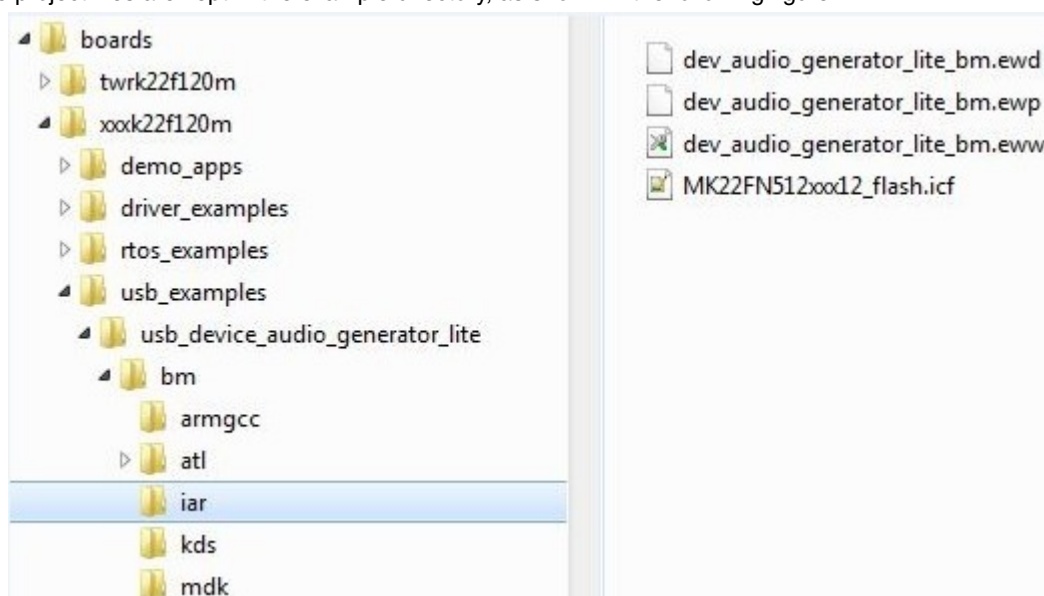 boards
twrk22f120m
xxxk22f120m
demo_apps
driver_examples
rtos_examples
usb_examples
usb_device_audio_generator_lite
bm
armgcc
atl
iar
kds
mdk
dev_audio_generator_lite_bm.ewd
dev_audio_generator_lite_bm.ewp
dev_audio_generator_lite_bm.eww
MK22FN512xxx12_flash.icf